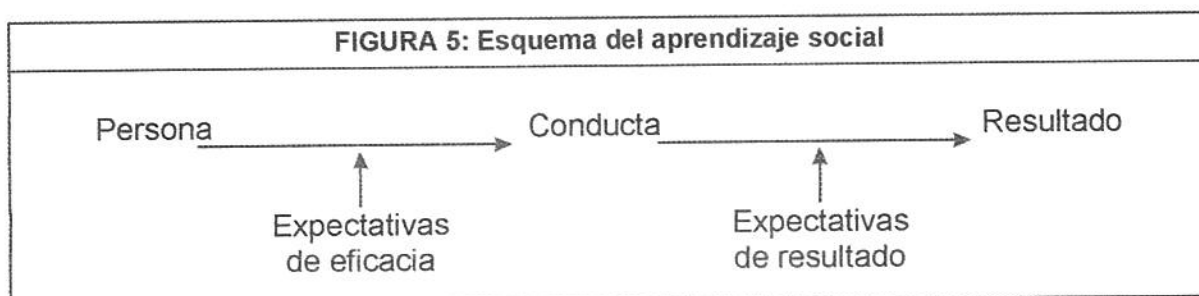 FIGURA 5: Esquema del aprendizaje social
Persona
Conducta
Resultado
Expectativas
de eficacia
Expectativas
de resultado